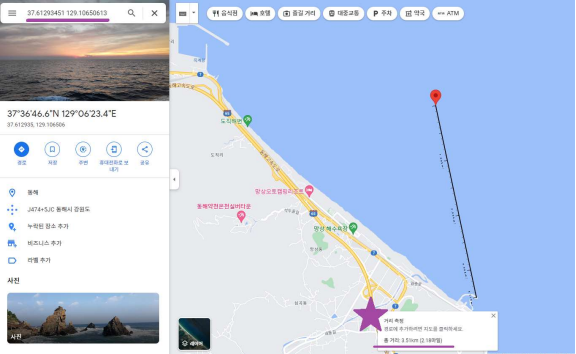 37.61293451 129.10650613
음식점 호텔 즐길 거리 대중교통 P 주차 약국 ATM
37°36'46.6"N 129°06'23.4"E
37.612935, 129.106506
경로 저장 주변 휴대전화로 보내기 공유
동해
J474+5JC 동해시 강원도
누락된 장소 추가
비즈니스 추가
라벨 추가
사진
사진
레이어
도직해변
망상오토캠핑리조트
동해약천온천실버타운
망상해수욕장
거리 측정
경로에 추가하려면 지도를 클릭하세요.
총 거리: 3.51km (2.18마일)